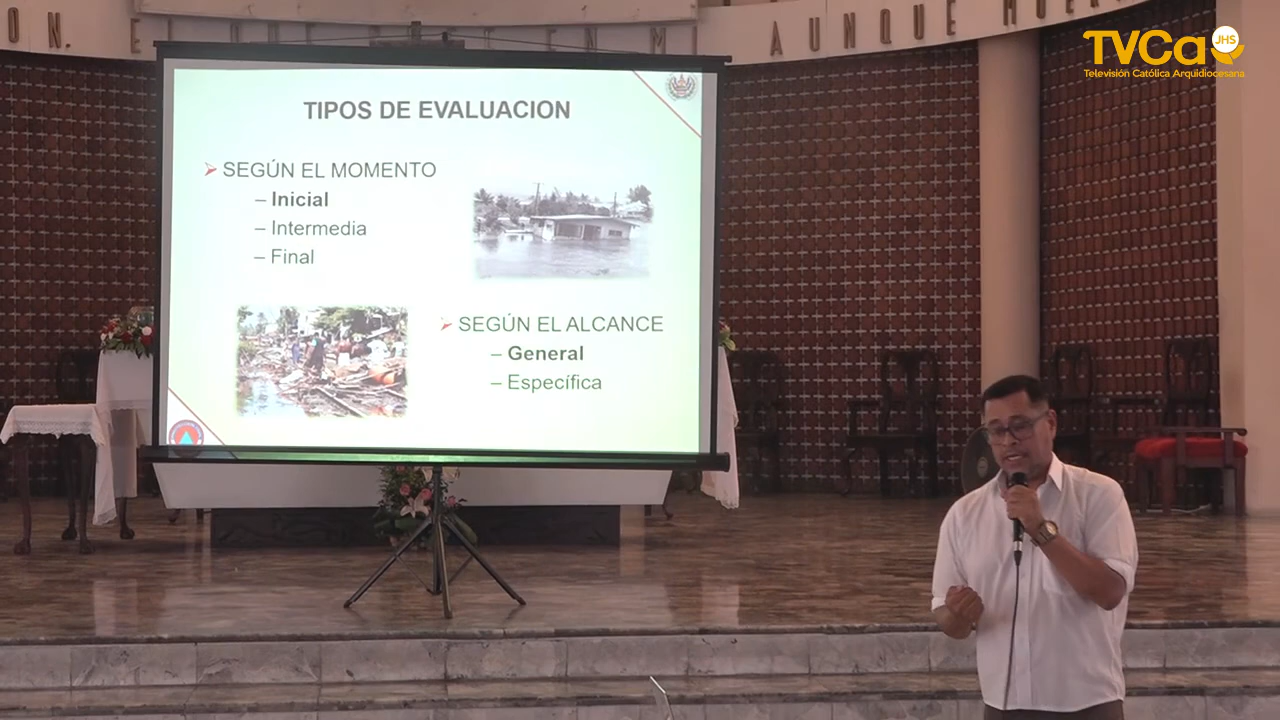 AUNQUE
TVCa
JHS
Televisión Católica Arquidiocesana
TIPOS DE EVALUACION
SEGÚN EL MOMENTO
– Inicial
– Intermedia
– Final
SEGÚN EL ALCANCE
– General
– Específica